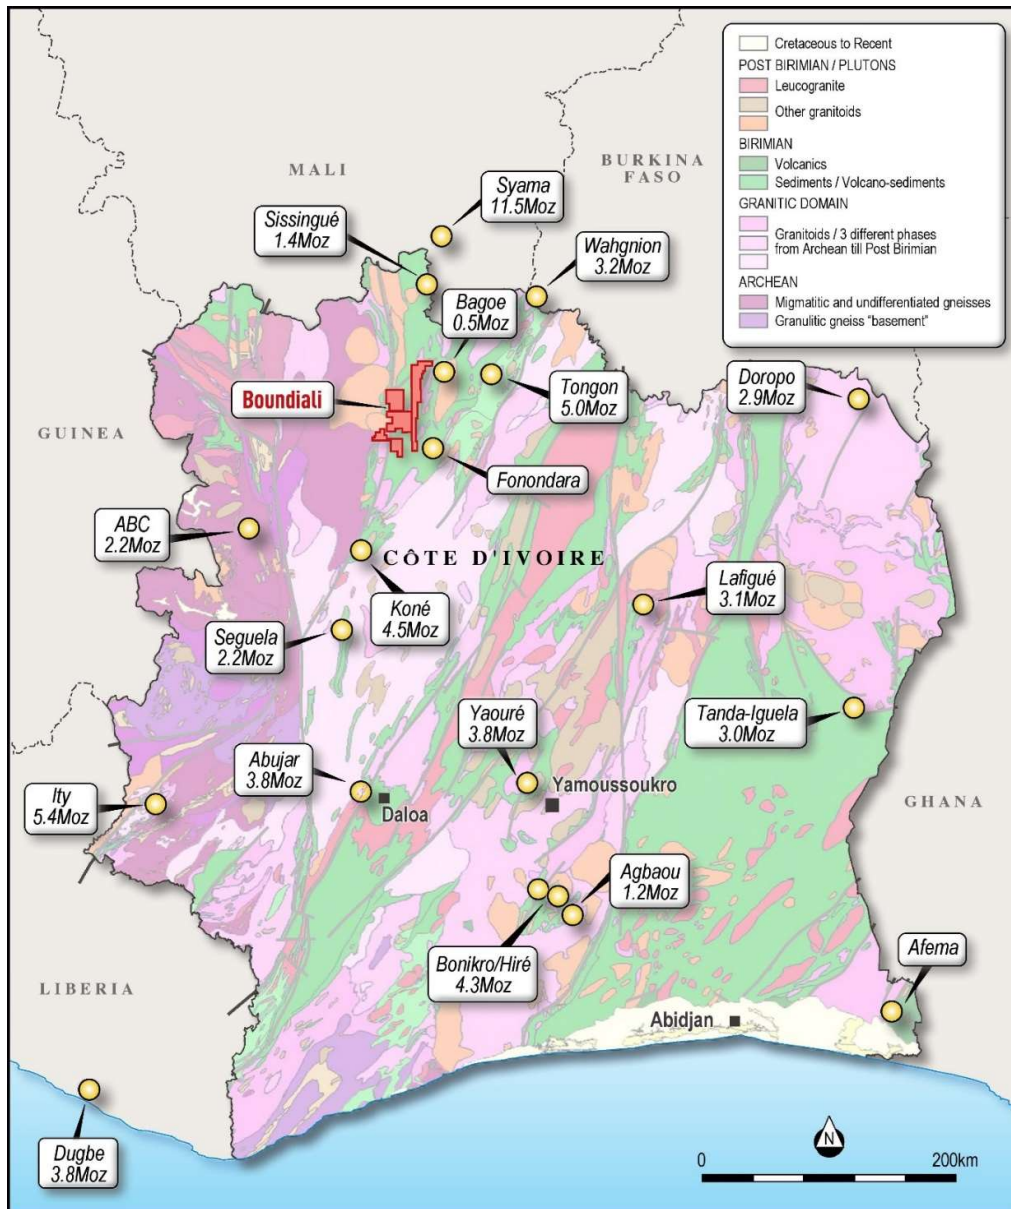 Cretaceous to Recent
POST BIRIMIAN / PLUTONS
Leucogranite
Other granitoids
BIRIMIAN
Volcanics
Sediments / Volcano-sediments
GRANITIC DOMAIN
Granitoids / 3 different phases
from Archean till Post Birimian
ARCHEAN
Migmatitic and undifferentiated gneisses
Granulitic gneiss "basement"
MALI
BURKINA
FASO
Syama
11.5Moz
Sissingué
1.4Moz
Wahgnion
3.2Moz
Bagoe
0.5Moz
Boundiali
Tongon
5.0Moz
Doropo
2.9Moz
GUINEA
Fonondara
ABC
2.2Moz
CÔTE D'IVOIRE
Koné
4.5Moz
Lafigué
3.1Moz
Seguela
2.2Moz
Yaouré
3.8Moz
Tanda-Iguela
3.0Moz
Abujar
3.8Moz
Yamoussoukro
Daloa
Ity
5.4Moz
GHANA
Agbaou
1.2Moz
Bonikro/Hiré
4.3Moz
Afema
LIBERIA
Abidjan
Dugbe
3.8Moz
N
0
200km